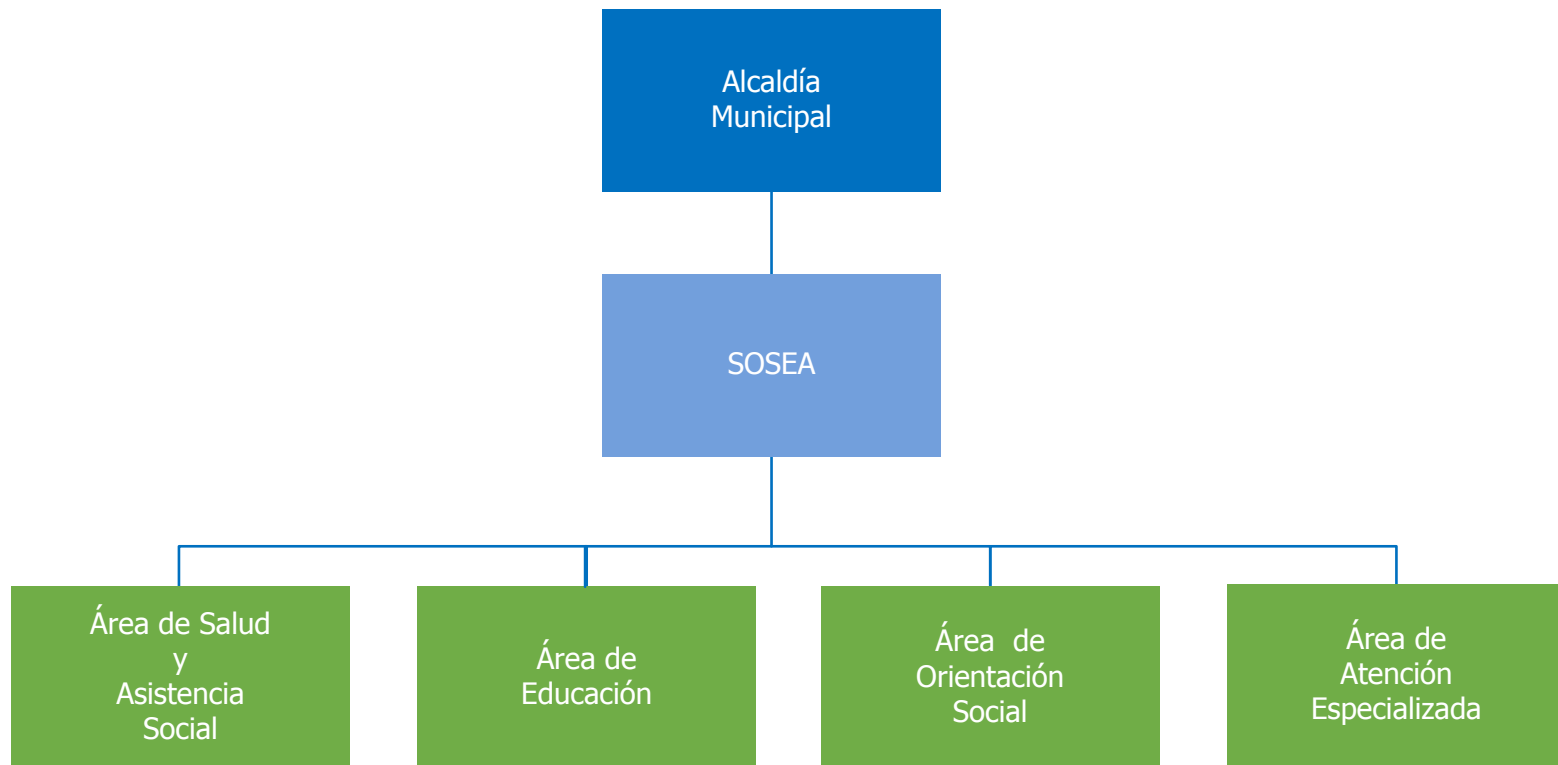 Alcaldía
Municipal
SOSEA
Área de Salud
y
Asistencia
Social
Área de
Educación
Área de
Orientación
Social
Área de
Atención
Especializada